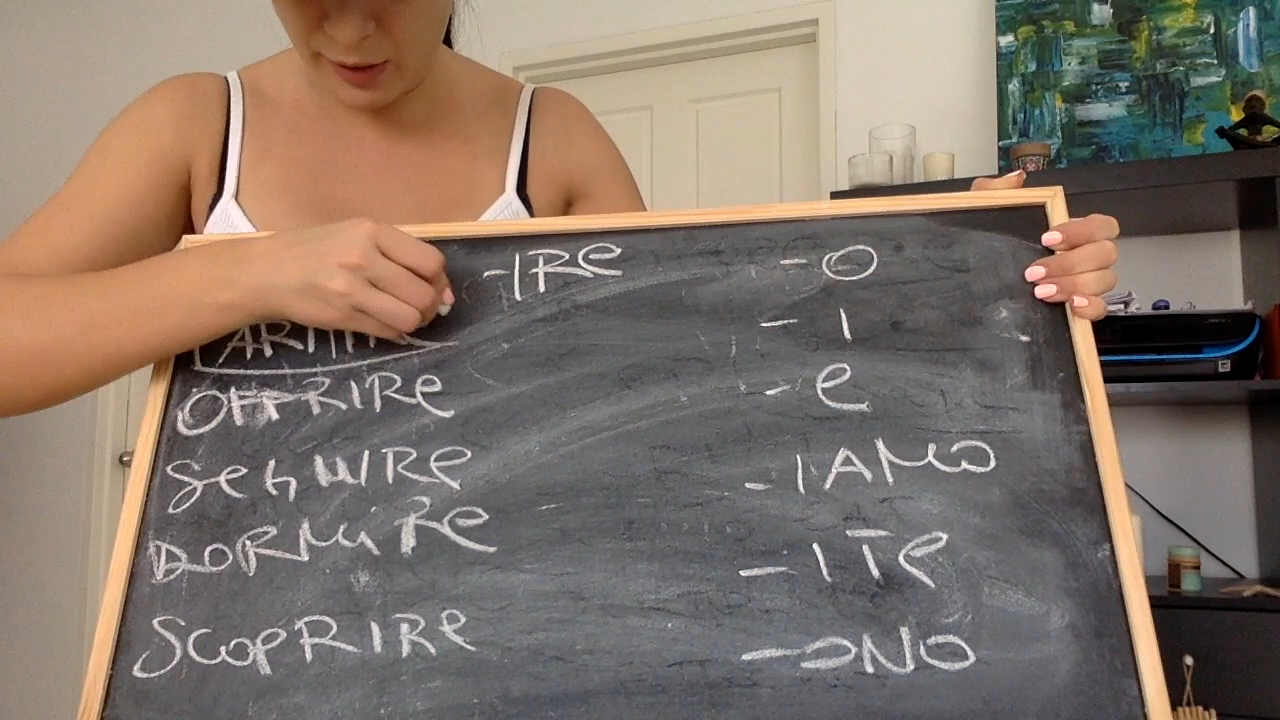 -IRE
OFFRIRE
SEGUIRE
DORMIRE
SCOPRIRE
-O
-I
-E
-IAMO
-ITE
-ONO